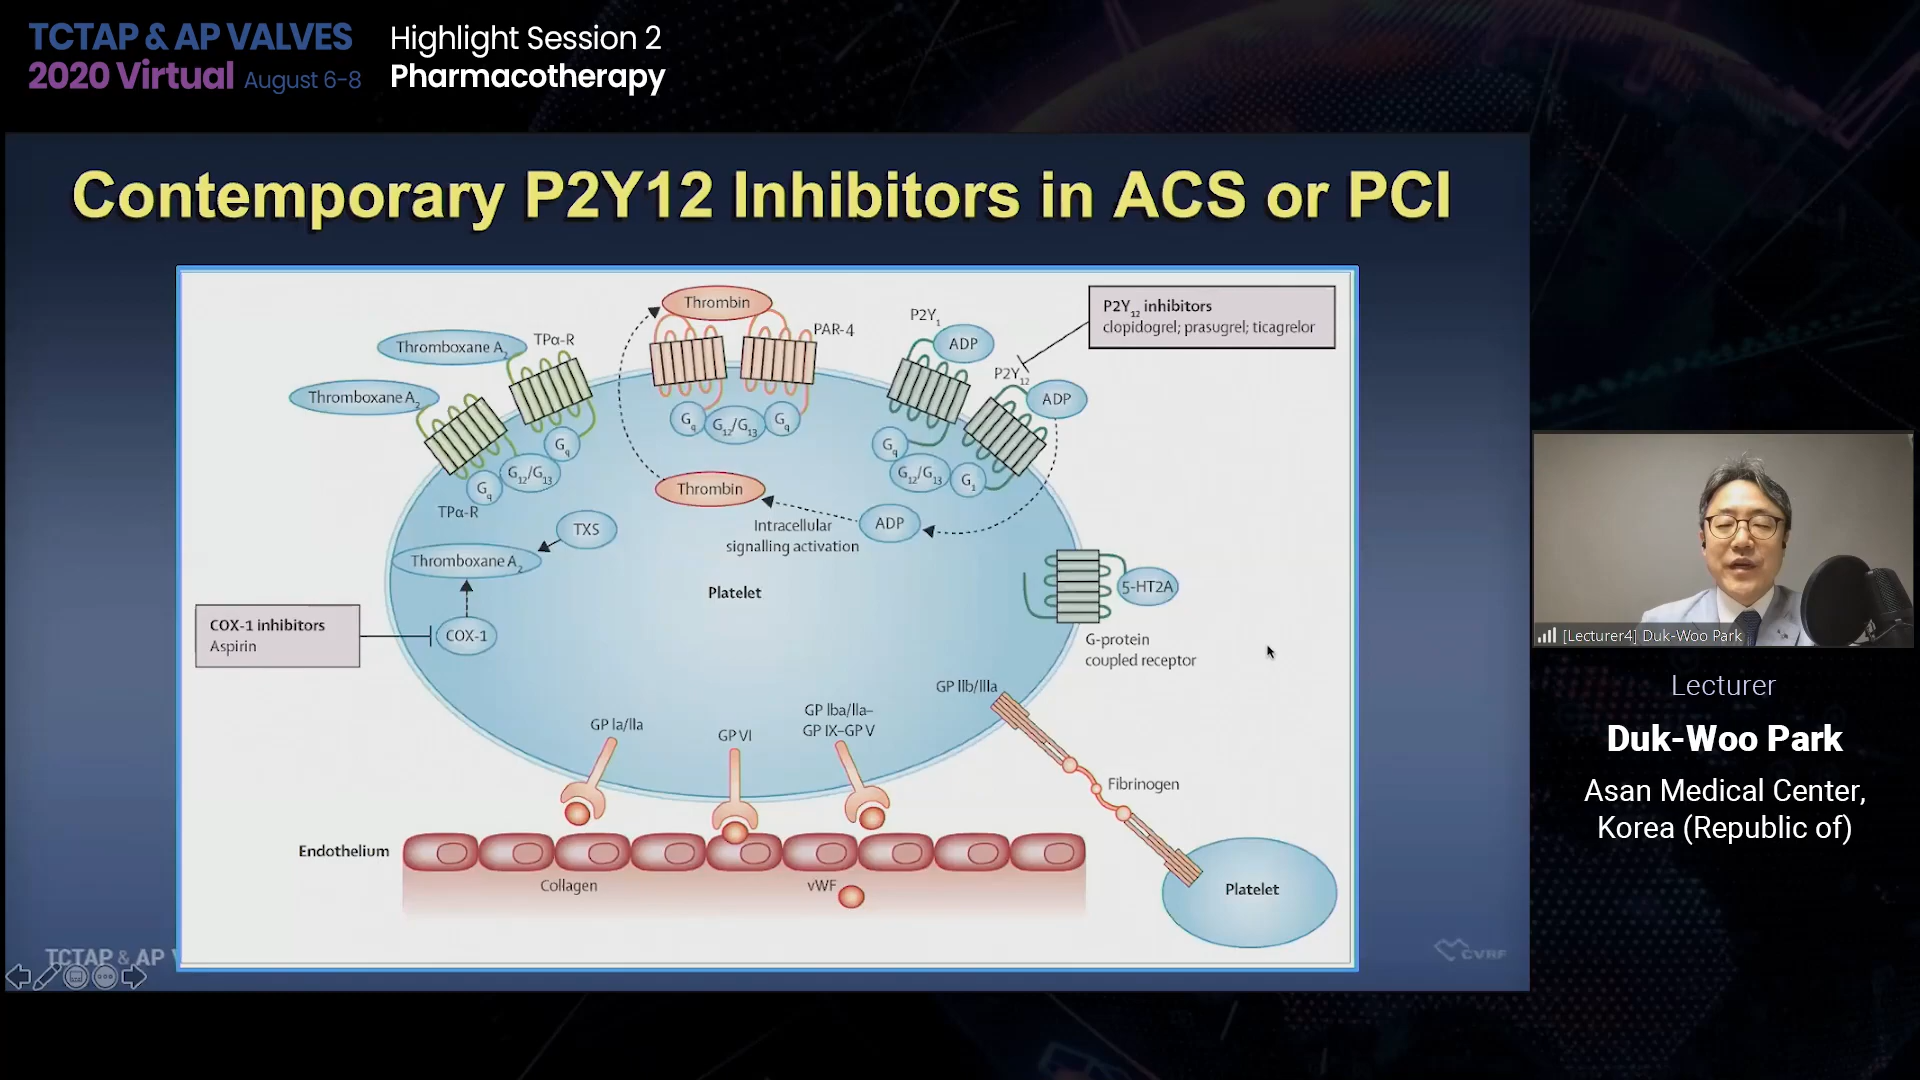 TCTAP & AP VALVES
2020 Virtual August 6-8
Highlight Session 2
Pharmacotherapy
Contemporary P2Y12 Inhibitors in ACS or PCI
Thrombin
PAR-4
P2Y1
ADP
P2Y12 inhibitors
clopidogrel; prasugrel; ticagrelor
Thromboxane A2
TPα-R
P2Y12
ADP
Thromboxane A2
Gq
G12/G13
Gq
Gq
G12/G13
Gq
Gq
G12/G13
G1
TPα-R
Thrombin
TXS
Intracellular
signalling activation
ADP
Thromboxane A2
Platelet
5-HT2A
COX-1 inhibitors
Aspirin
COX-1
G-protein
coupled receptor
GP Ia/IIa
GP VI
GP Iba/IIa–
GP IX–GP V
GP IIb/IIIa
Fibrinogen
Endothelium
Collagen
vWF
Platelet
TCTAP & AP V
CVRF
[Lecturer4] Duk-Woo Park
Lecturer
Duk-Woo Park
Asan Medical Center,
Korea (Republic of)